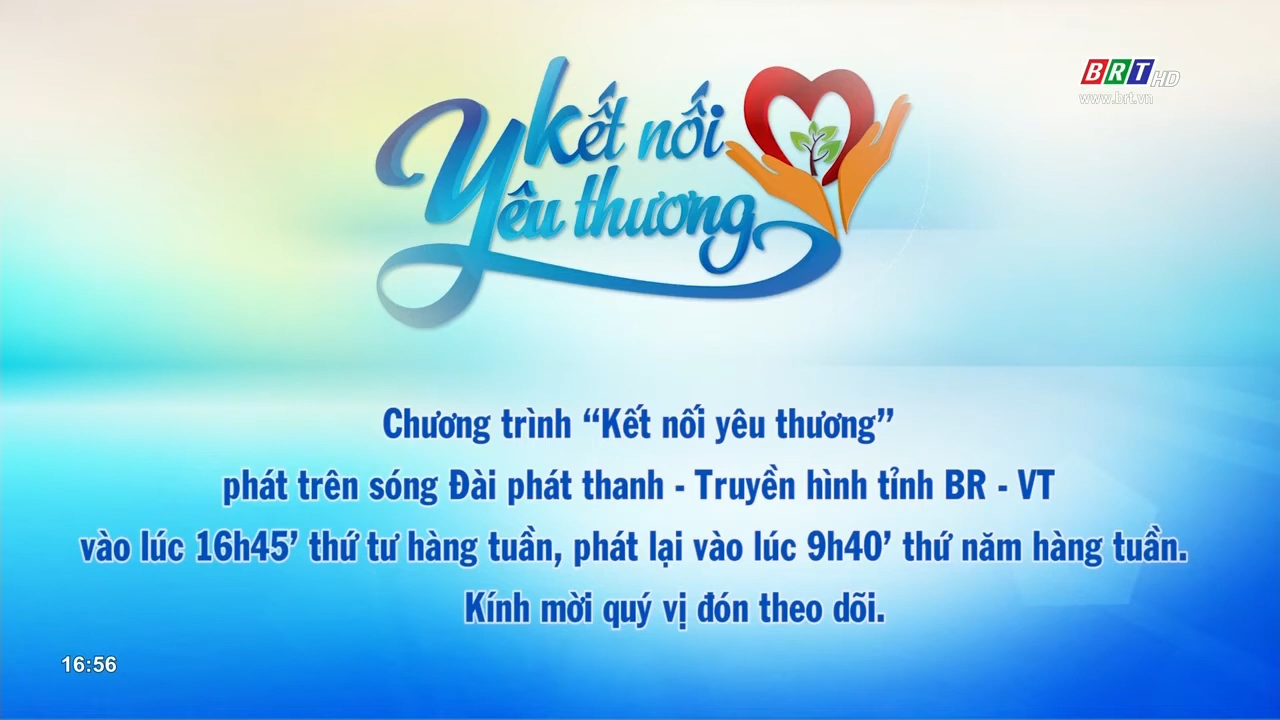 BRT HD
www.brt.vn
Kết nối
Yêu thương
Chương trình “Kết nối yêu thương”
phát trên sóng Đài phát thanh - Truyền hình tỉnh BR - VT
vào lúc 16h45’ thứ tư hàng tuần, phát lại vào lúc 9h40’ thứ năm hàng tuần.
Kính mời quý vị đón theo dõi.
16:56